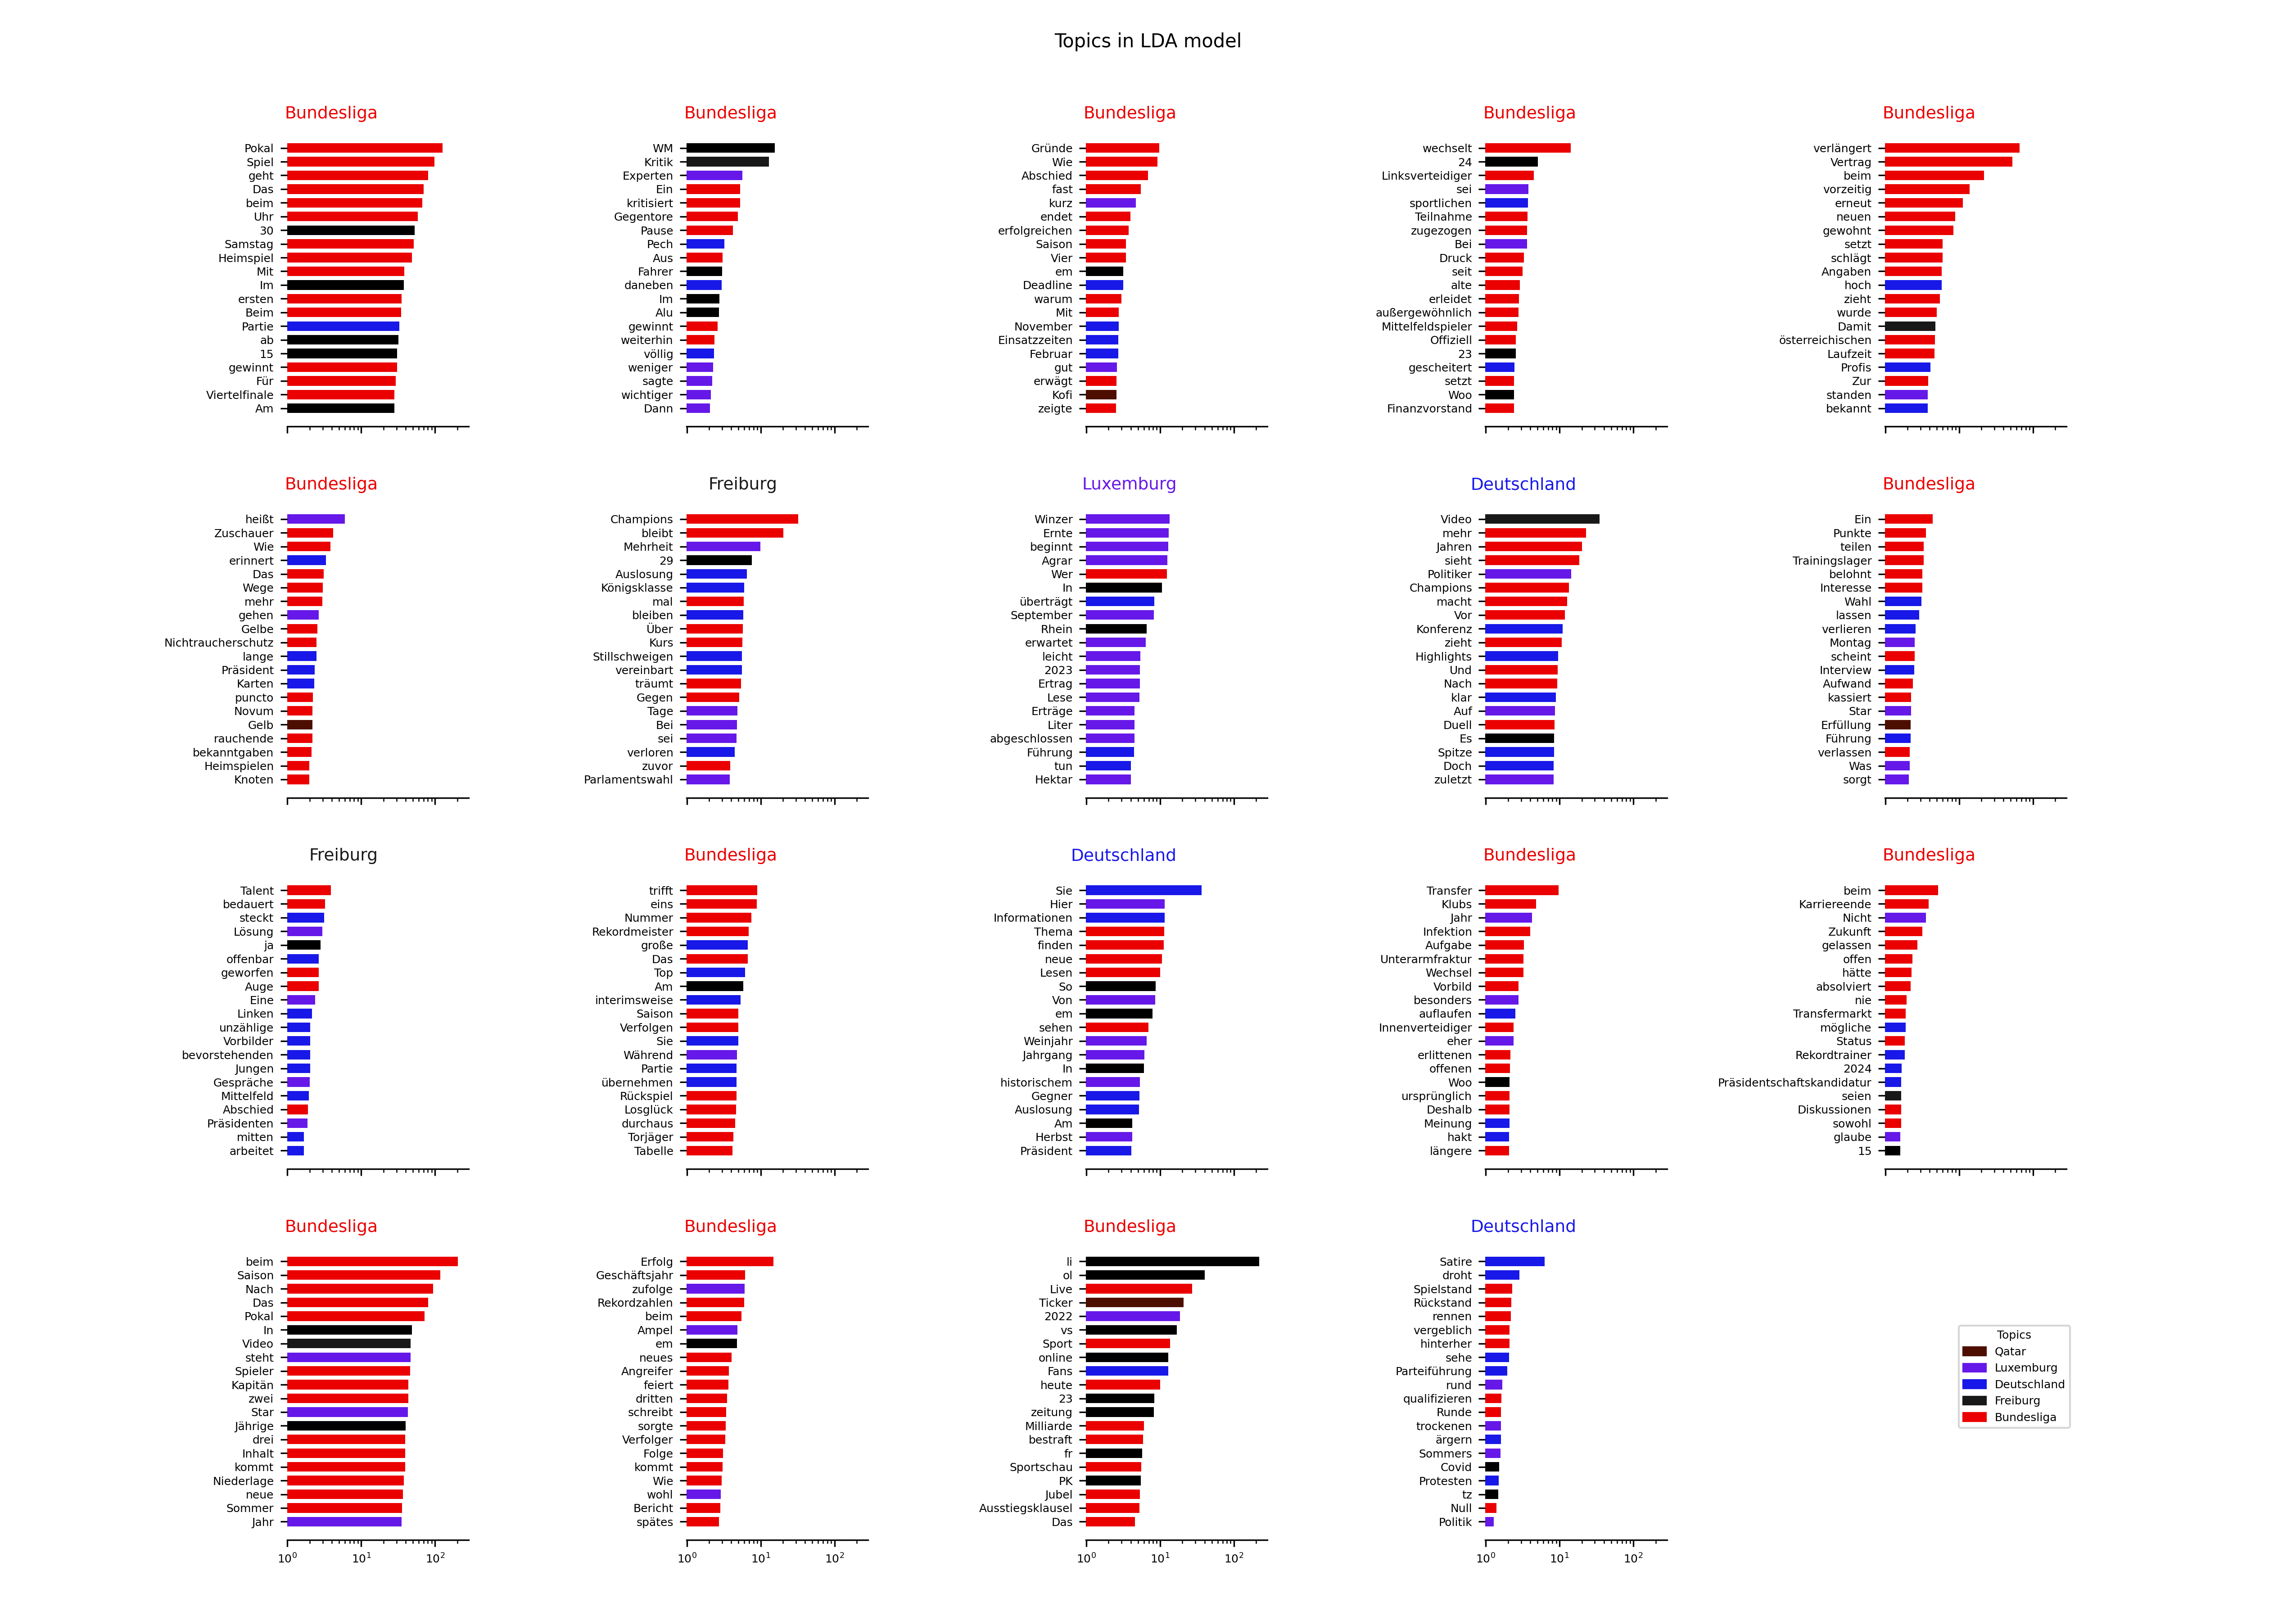 Topics in LDA model
Bundesliga
Pokal
Spiel
geht
Das
beim
Uhr
30
Samstag
Heimspiel
Mit
Im
ersten
Beim
Partie
ab
15
gewinnt
Für
Viertelfinale
Am
Bundesliga
WM
Kritik
Experten
Ein
kritisiert
Gegentore
Pause
Pech
Aus
Fahrer
daneben
Im
Alu
gewinnt
weiterhin
völlig
weniger
sagte
wichtiger
Dann
Bundesliga
Gründe
Wie
Abschied
fast
kurz
endet
erfolgreichen
Saison
Vier
em
Deadline
warum
Mit
November
Einsatzzeiten
Februar
gut
erwägt
Kofi
zeigte
Bundesliga
wechselt
24
Linksverteidiger
sei
sportlichen
Teilnahme
zugezogen
Bei
Druck
seit
alte
erleidet
außergewöhnlich
Mittelfeldspieler
Offiziell
23
gescheitert
setzt
Woo
Finanzvorstand
Bundesliga
verlängert
Vertrag
beim
vorzeitig
erneut
neuen
gewohnt
setzt
schlägt
Angaben
hoch
zieht
wurde
Damit
österreichischen
Laufzeit
Profis
Zur
standen
bekannt
Bundesliga
heißt
Zuschauer
Wie
erinnert
Das
Wege
mehr
gehen
Gelbe
Nichtraucherschutz
lange
Präsident
Karten
puncto
Novum
Gelb
rauchende
bekanntgaben
Heimspielen
Knoten
Freiburg
Champions
bleibt
Mehrheit
29
Auslosung
Königsklasse
mal
bleiben
Über
Kurs
Stillschweigen
vereinbart
träumt
Gegen
Tage
Bei
sei
verloren
zuvor
Parlamentswahl
Luxemburg
Winzer
Ernte
beginnt
Agrar
Wer
In
überträgt
September
Rhein
erwartet
leicht
2023
Ertrag
Lese
Erträge
Liter
abgeschlossen
Führung
tun
Hektar
Deutschland
Video
mehr
Jahren
sieht
Politiker
Champions
macht
Vor
Konferenz
zieht
Highlights
Und
Nach
klar
Auf
Duell
Es
Spitze
Doch
zuletzt
Bundesliga
Ein
Punkte
teilen
Trainingslager
belohnt
Interesse
Wahl
lassen
verlieren
Montag
scheint
Interview
Aufwand
kassiert
Star
Erfüllung
Führung
verlassen
Was
sorgt
Freiburg
Talent
bedauert
steckt
Lösung
ja
offenbar
geworfen
Auge
Eine
Linken
unzählige
Vorbilder
bevorstehenden
Jungen
Gespräche
Mittelfeld
Abschied
Präsidenten
mitten
arbeitet
Bundesliga
trifft
eins
Nummer
Rekordmeister
große
Das
Top
Am
interimsweise
Saison
Verfolgen
Sie
Während
Partie
übernehmen
Rückspiel
Losglück
durchaus
Torjäger
Tabelle
Deutschland
Sie
Hier
Informationen
Thema
finden
neue
Lesen
So
Von
em
sehen
Weinjahr
Jahrgang
In
historischem
Gegner
Auslosung
Am
Herbst
Präsident
Bundesliga
Transfer
Klubs
Jahr
Infektion
Aufgabe
Unterarmfraktur
Wechsel
Vorbild
besonders
auflaufen
Innenverteidiger
eher
erlittenen
offenen
Woo
ursprünglich
Deshalb
Meinung
hakt
längere
Bundesliga
beim
Karriereende
Nicht
Zukunft
gelassen
offen
hätte
absolviert
nie
Transfermarkt
mögliche
Status
Rekordtrainer
2024
Präsidentschaftskandidatur
seien
Diskussionen
sowohl
glaube
15
Bundesliga
beim
Saison
Nach
Das
Pokal
In
Video
steht
Spieler
Kapitän
zwei
Star
Jährige
drei
Inhalt
kommt
Niederlage
neue
Sommer
Jahr
10⁰ 10¹ 10²
Bundesliga
Erfolg
Geschäftsjahr
zufolge
Rekordzahlen
beim
Ampel
em
neues
Angreifer
feiert
dritten
schreibt
sorgte
Verfolger
Folge
kommt
Wie
wohl
Bericht
spätes
10⁰ 10¹ 10²
Bundesliga
li
ol
Live
Ticker
2022
vs
Sport
online
Fans
heute
23
zeitung
Milliarde
bestraft
fr
Sportschau
PK
Jubel
Ausstiegsklausel
Das
10⁰ 10¹ 10²
Deutschland
Satire
droht
Spielstand
Rückstand
rennen
vergeblich
hinterher
sehe
Parteiführung
rund
qualifizieren
Runde
trockenen
ärgern
Sommers
Covid
Protesten
tz
Null
Politik
10⁰ 10¹ 10²
Topics
Qatar
Luxemburg
Deutschland
Freiburg
Bundesliga